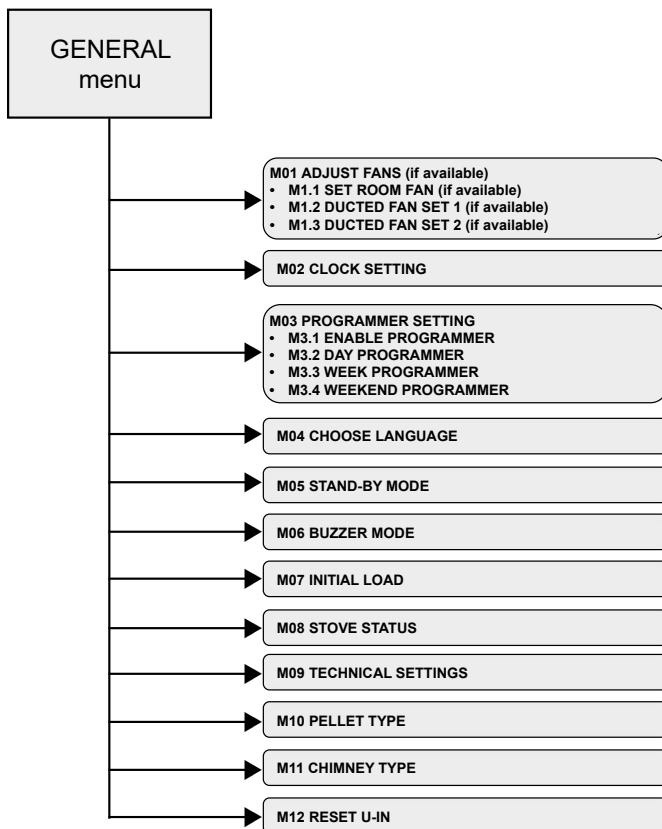 GENERAL
menu
M01 ADJUST FANS (if available)
• M1.1 SET ROOM FAN (if available)
• M1.2 DUCTED FAN SET 1 (if available)
• M1.3 DUCTED FAN SET 2 (if available)
M02 CLOCK SETTING
M03 PROGRAMMER SETTING
• M3.1 ENABLE PROGRAMMER
• M3.2 DAY PROGRAMMER
• M3.3 WEEK PROGRAMMER
• M3.4 WEEKEND PROGRAMMER
M04 CHOOSE LANGUAGE
M05 STAND-BY MODE
M06 BUZZER MODE
M07 INITIAL LOAD
M08 STOVE STATUS
M09 TECHNICAL SETTINGS
M10 PELLET TYPE
M11 CHIMNEY TYPE
M12 RESET U-IN